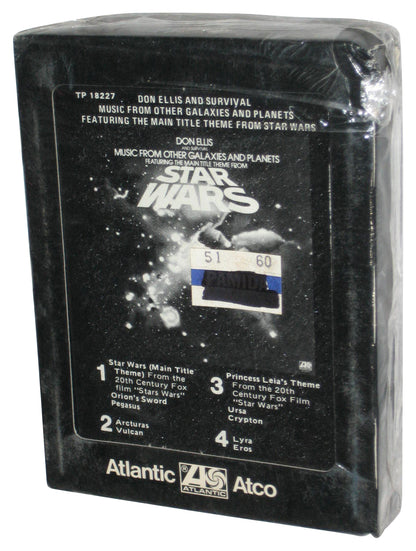 TP 18227
DON ELLIS AND SURVIVAL
MUSIC FROM OTHER GALAXIES AND PLANETS
FEATURING THE MAIN TITLE THEME FROM STAR WARS
DON ELLIS
AND SURVIVAL
MUSIC FROM OTHER GALAXIES AND PLANETS
FEATURING THE MAIN TITLE THEME FROM
STAR
WARS
51 60
PAMIDA
1 Star Wars (Main Title
Theme) From the
20th Century Fox
film "Stars Wars"
Orion's Sword
Pegasus
2 Arcturas
Vulcan
3 Princess Leia's Theme
From the 20th
Century Fox Film
"Star Wars"
Ursa
Crypton
4 Lyra
Eros
Atlantic ® ATLANTIC Atco